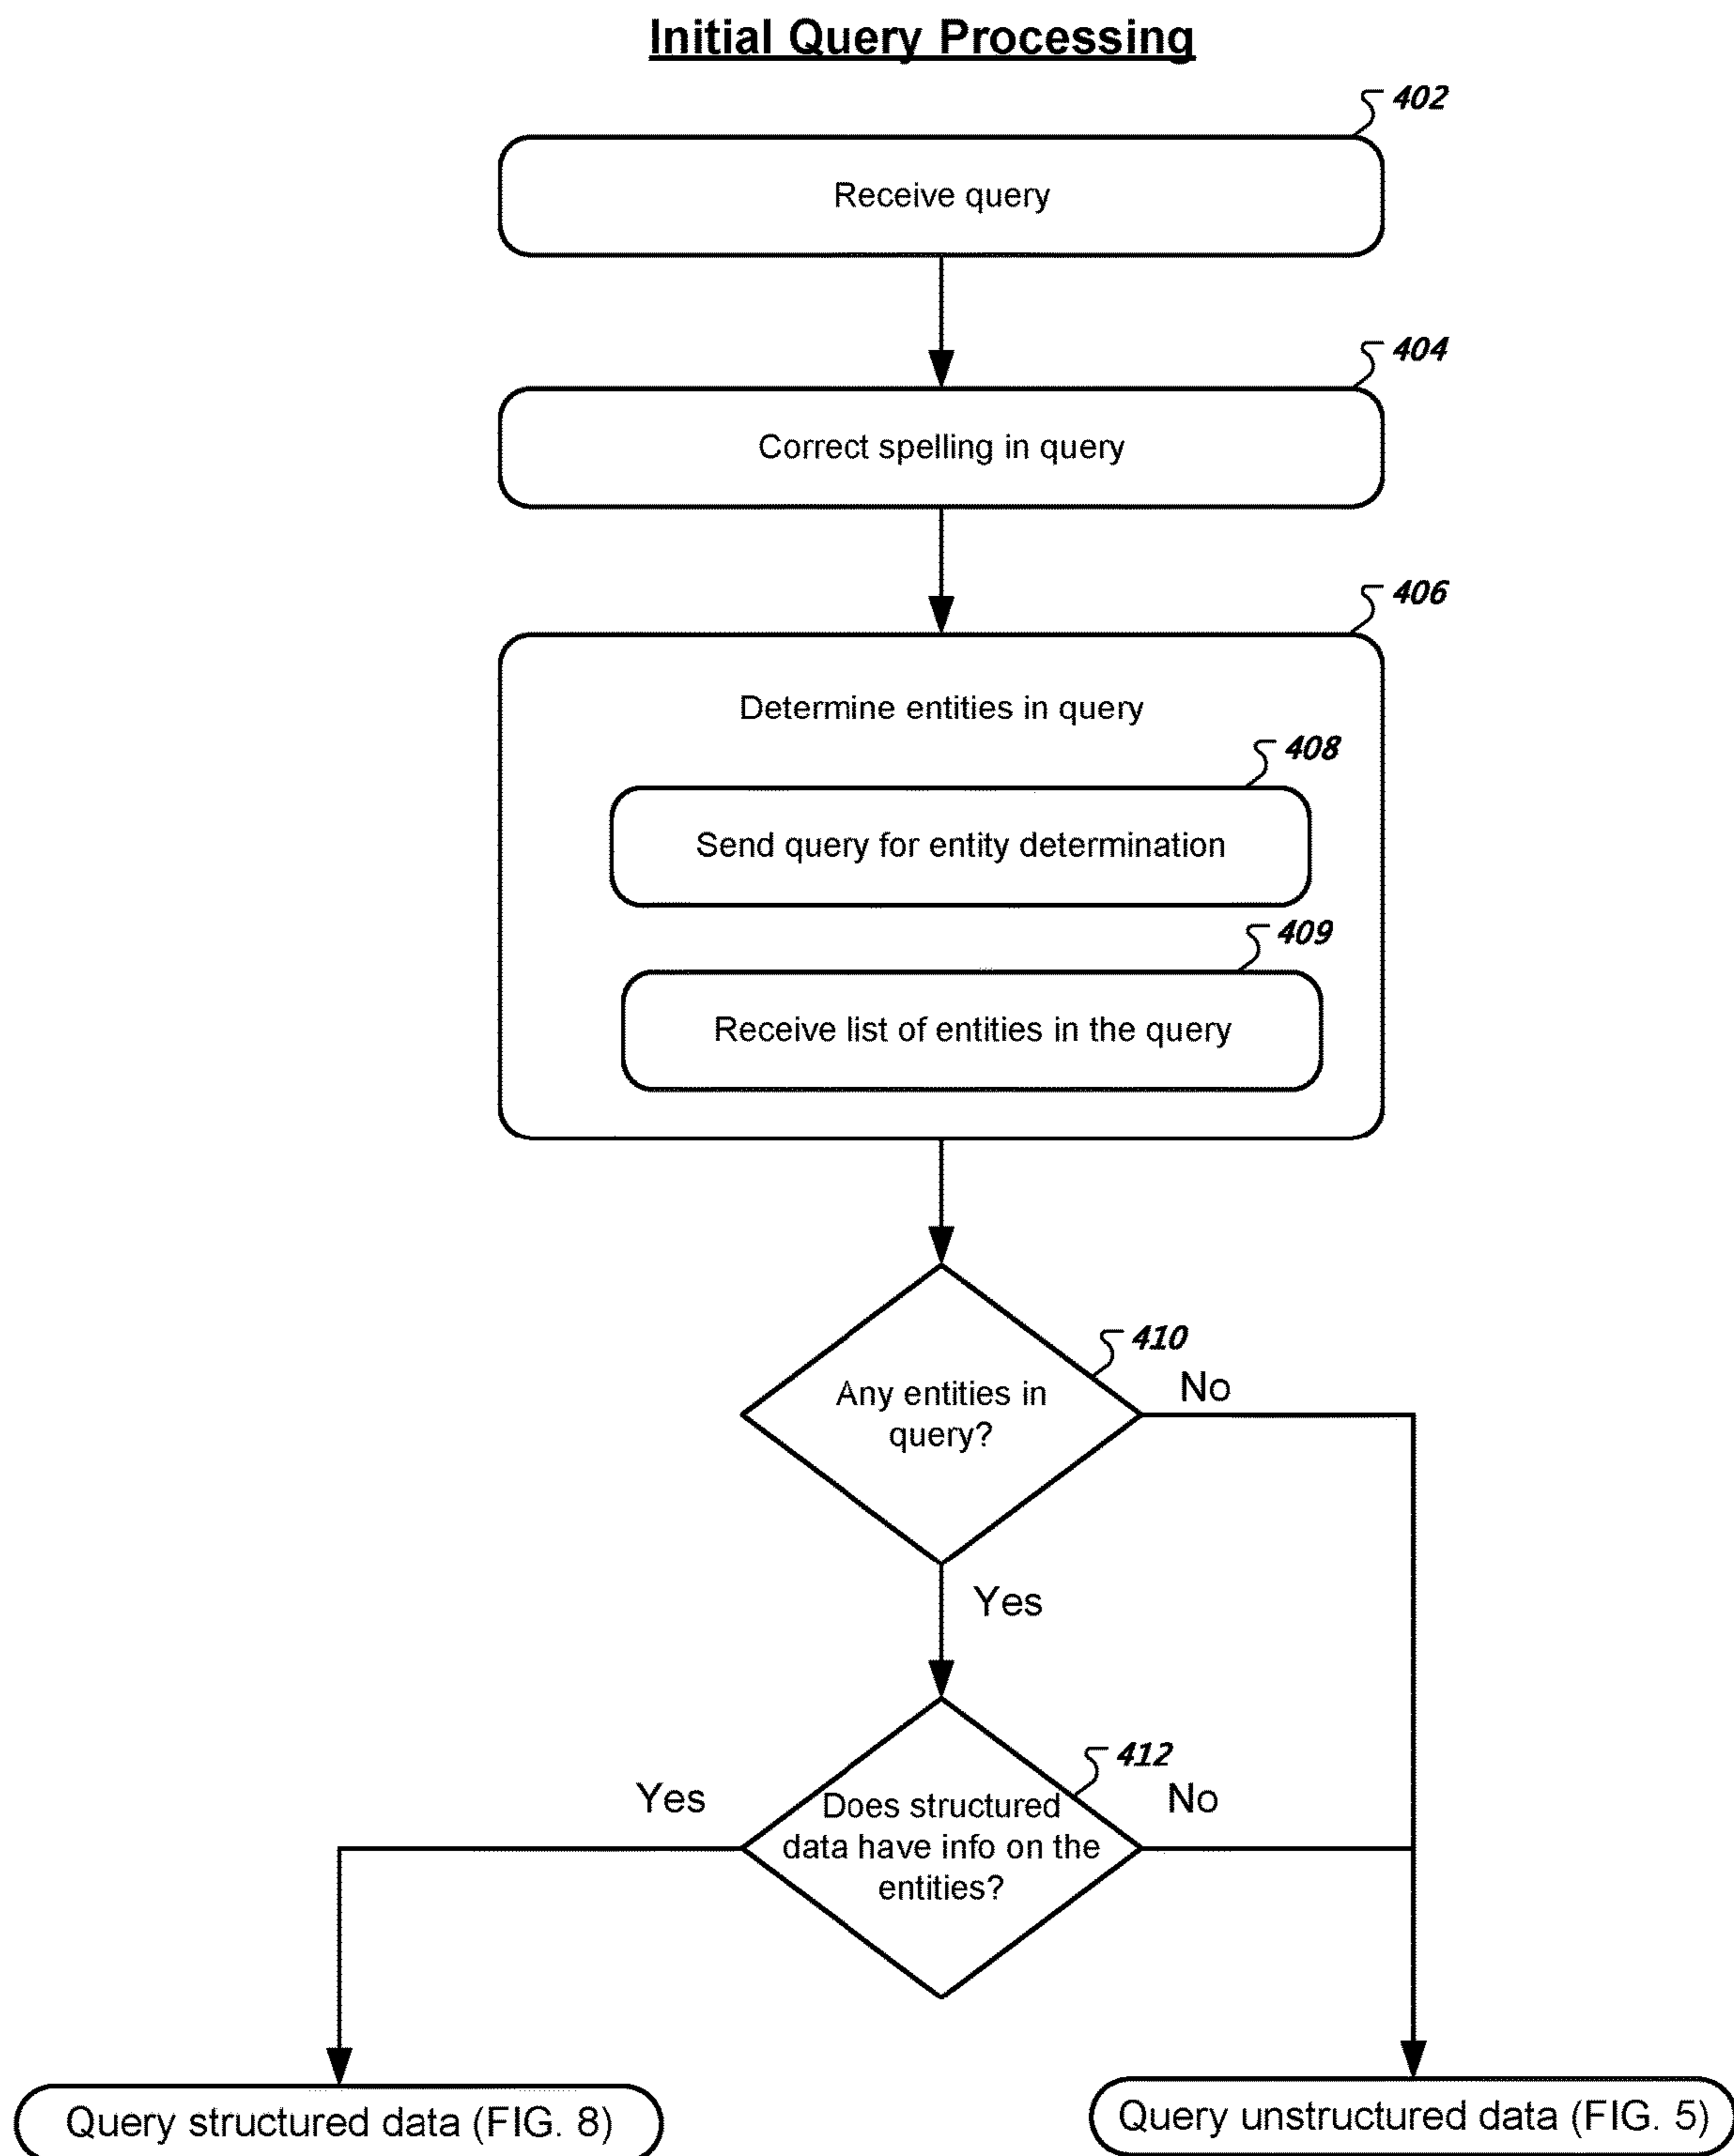 Initial Query Processing
402
Receive query
404
Correct spelling in query
406
Determine entities in query
408
Send query for entity determination
409
Receive list of entities in the query
410
Any entities in
query?
No
Yes
412
Yes
Does structured
data have info on the
entities?
No
Query structured data (FIG. 8)
Query unstructured data (FIG. 5)